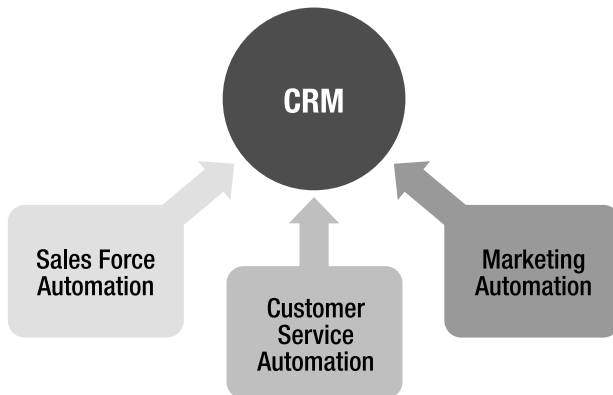 CRM
Sales Force
Automation
Customer
Service
Automation
Marketing
Automation